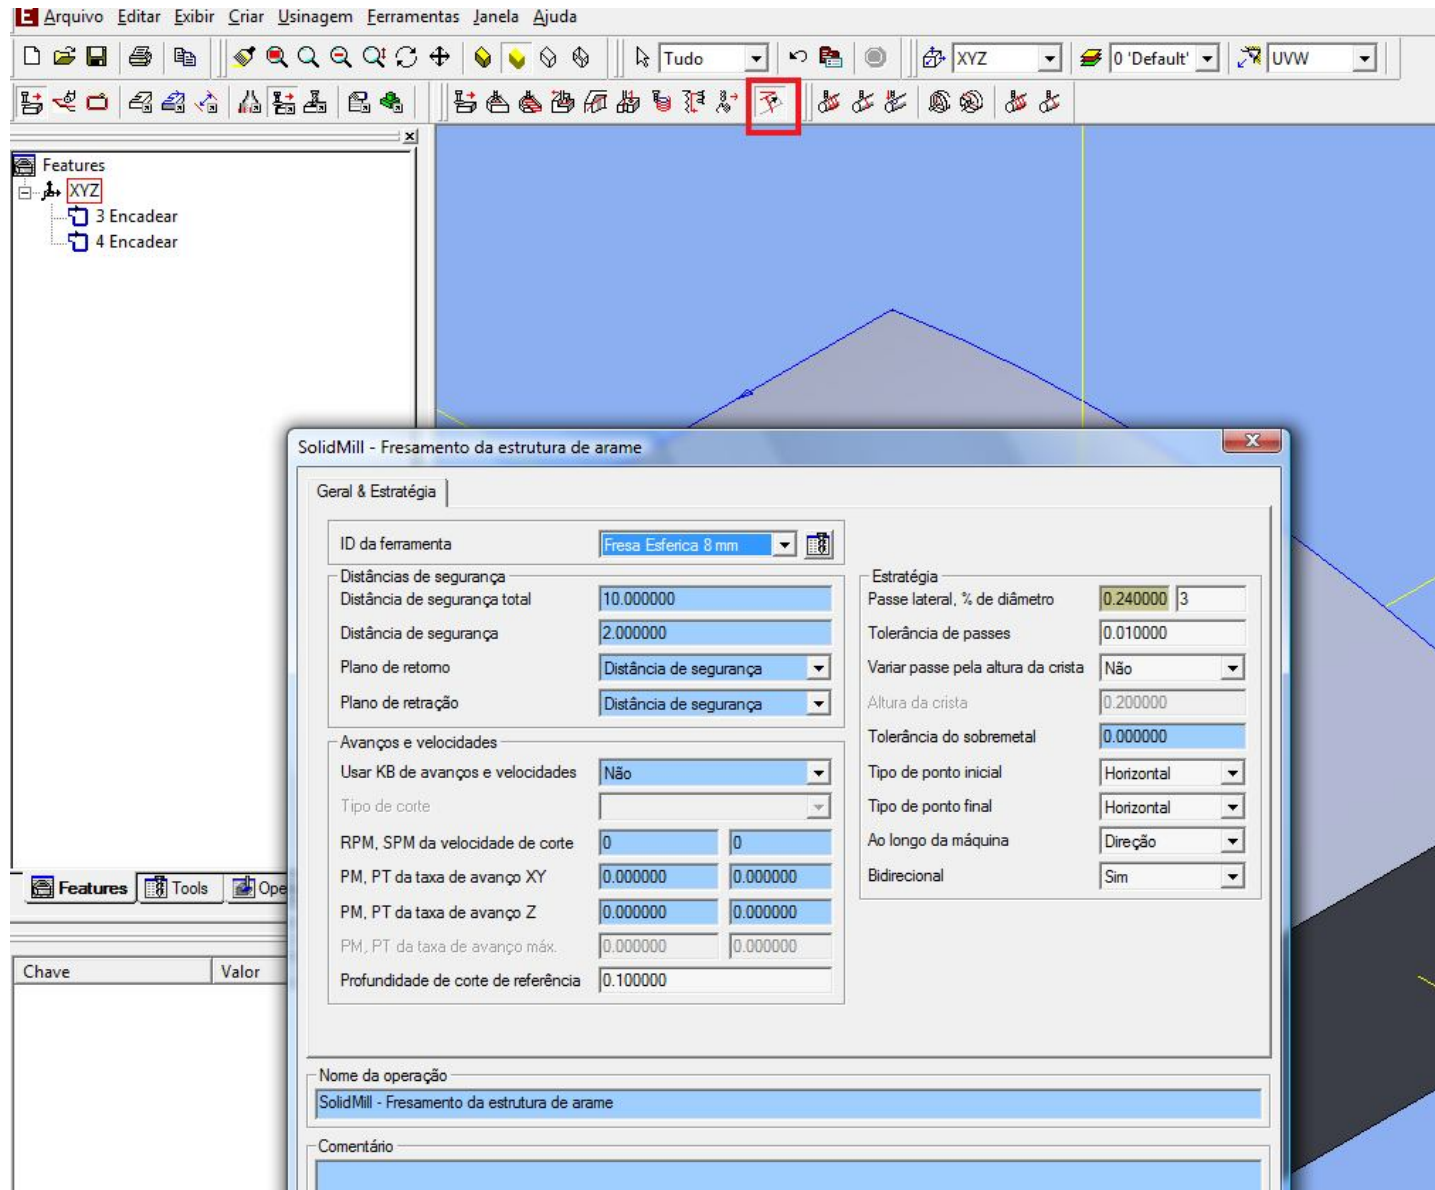 E Arquivo Editar Exibir Criar Usinagem Ferramentas Janela Ajuda
Tudo XYZ 0 'Default' UVW
Features
XYZ
3 Encadear
4 Encadear
Features Tools Ope
Chave Valor
SolidMill - Fresamento da estrutura de arame
Geral & Estratégia
ID da ferramenta Fresa Esferica 8 mm
Distâncias de segurança
Distância de segurança total 10.000000
Distância de segurança 2.000000
Plano de retorno Distância de segurança
Plano de retração Distância de segurança
Avanços e velocidades
Usar KB de avanços e velocidades Não
Tipo de corte
RPM, SPM da velocidade de corte 0 0
PM, PT da taxa de avanço XY 0.000000 0.000000
PM, PT da taxa de avanço Z 0.000000 0.000000
PM, PT da taxa de avanço máx. 0.000000 0.000000
Profundidade de corte de referência 0.100000
Estratégia
Passe lateral, % de diâmetro 0.240000 3
Tolerância de passes 0.010000
Variar passe pela altura da crista Não
Altura da crista 0.200000
Tolerância do sobremetal 0.000000
Tipo de ponto inicial Horizontal
Tipo de ponto final Horizontal
Ao longo da máquina Direção
Bidirecional Sim
Nome da operação
SolidMill - Fresamento da estrutura de arame
Comentário